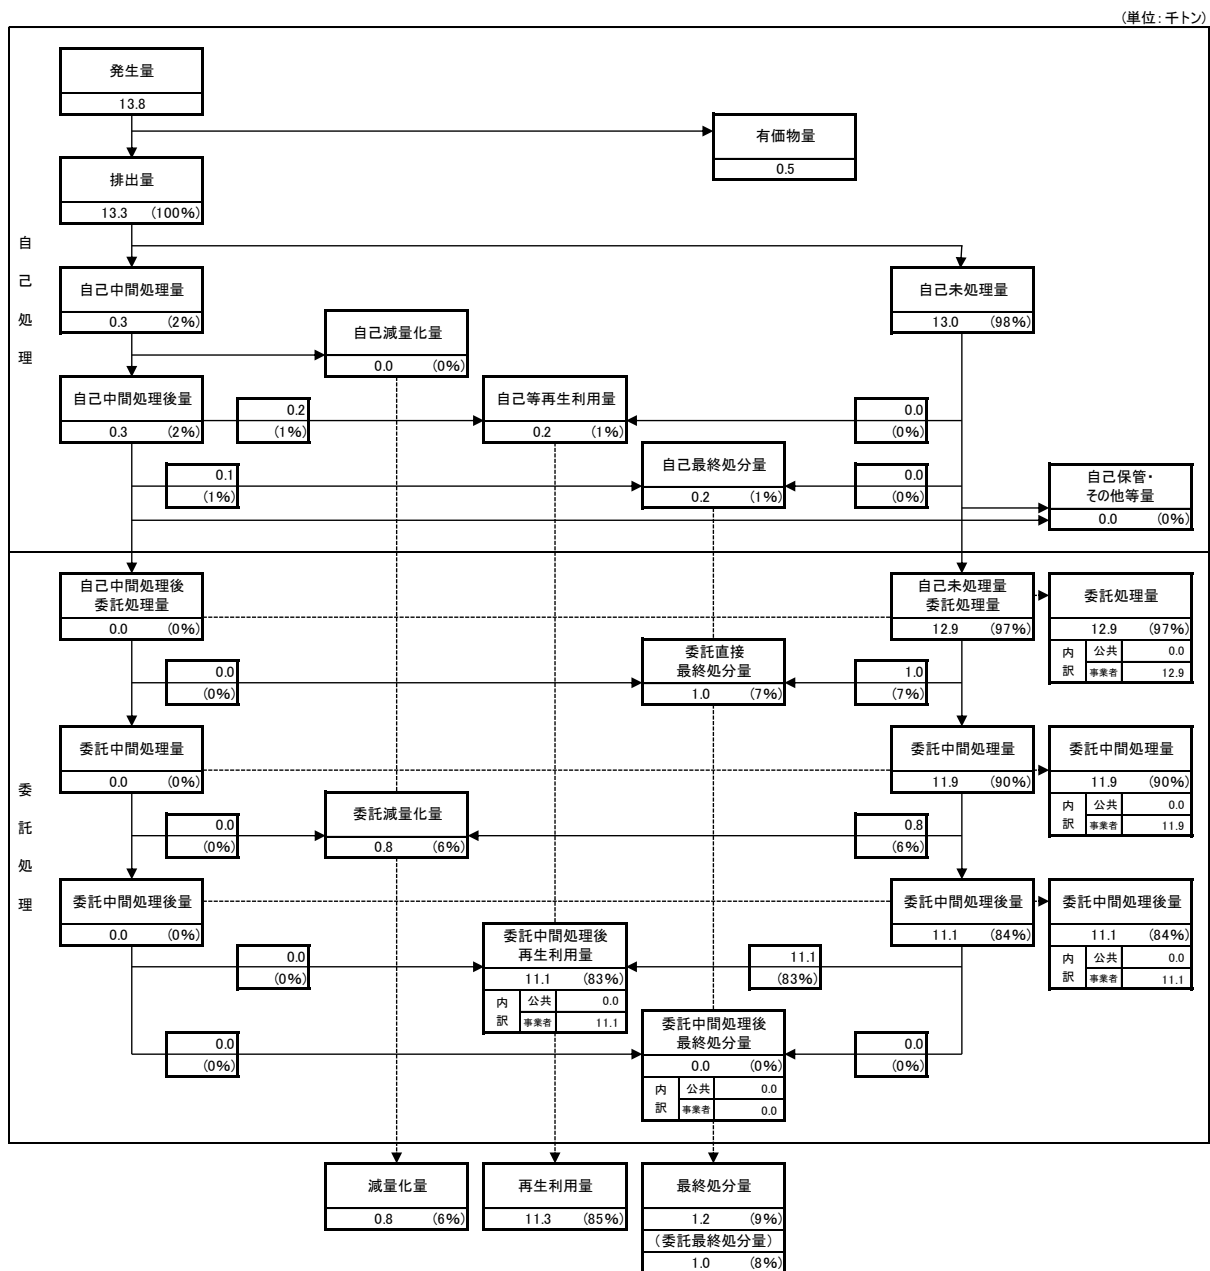 (単位：千トン)
発生量
13.8
有価物量
0.5
排出量
13.3 (100%)
自己処理
自己中間処理量
0.3 (2%)
自己未処理量
13.0 (98%)
自己減量化量
0.0 (0%)
自己中間処理後量
0.3 (2%)
0.2
(1%)
自己等再生利用量
0.2 (1%)
0.0
(0%)
0.1
(1%)
自己最終処分量
0.2 (1%)
0.0
(0%)
自己保管・
その他等量
0.0 (0%)
委託処理
自己中間処理後
委託処理量
0.0 (0%)
自己未処理量
委託処理量
12.9 (97%)
委託処理量
12.9 (97%)
内訳 公共 0.0
事業者 12.9
0.0
(0%)
委託直接
最終処分量
1.0 (7%)
1.0
(7%)
委託中間処理量
0.0 (0%)
委託中間処理量
11.9 (90%)
委託中間処理量
11.9 (90%)
内訳 公共 0.0
事業者 11.9
0.0
(0%)
委託減量化量
0.8 (6%)
0.8
(6%)
委託中間処理後量
0.0 (0%)
委託中間処理後量
11.1 (84%)
委託中間処理後量
11.1 (84%)
内訳 公共 0.0
事業者 11.1
0.0
(0%)
委託中間処理後
再生利用量
11.1 (83%)
内訳 公共 0.0
事業者 11.1
11.1
(83%)
0.0
(0%)
委託中間処理後
最終処分量
0.0 (0%)
内訳 公共 0.0
事業者 0.0
0.0
(0%)
減量化量
0.8 (6%)
再生利用量
11.3 (85%)
最終処分量
1.2 (9%)
(委託最終処分量)
1.0 (8%)